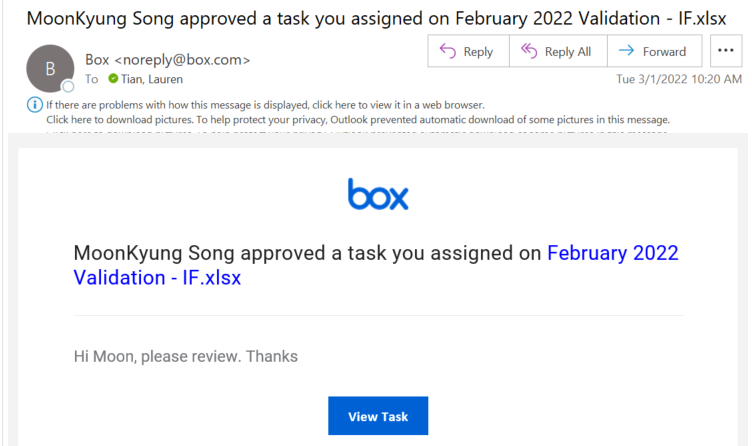 MoonKyung Song approved a task you assigned on February 2022 Validation - IF.xlsx
B
Box <noreply@box.com>
To Tian, Lauren
Reply
Reply All
Forward
Tue 3/1/2022 10:20 AM
If there are problems with how this message is displayed, click here to view it in a web browser.
Click here to download pictures. To help protect your privacy, Outlook prevented automatic download of some pictures in this message.
box
MoonKyung Song approved a task you assigned on February 2022
Validation - IF.xlsx
Hi Moon, please review. Thanks
View Task